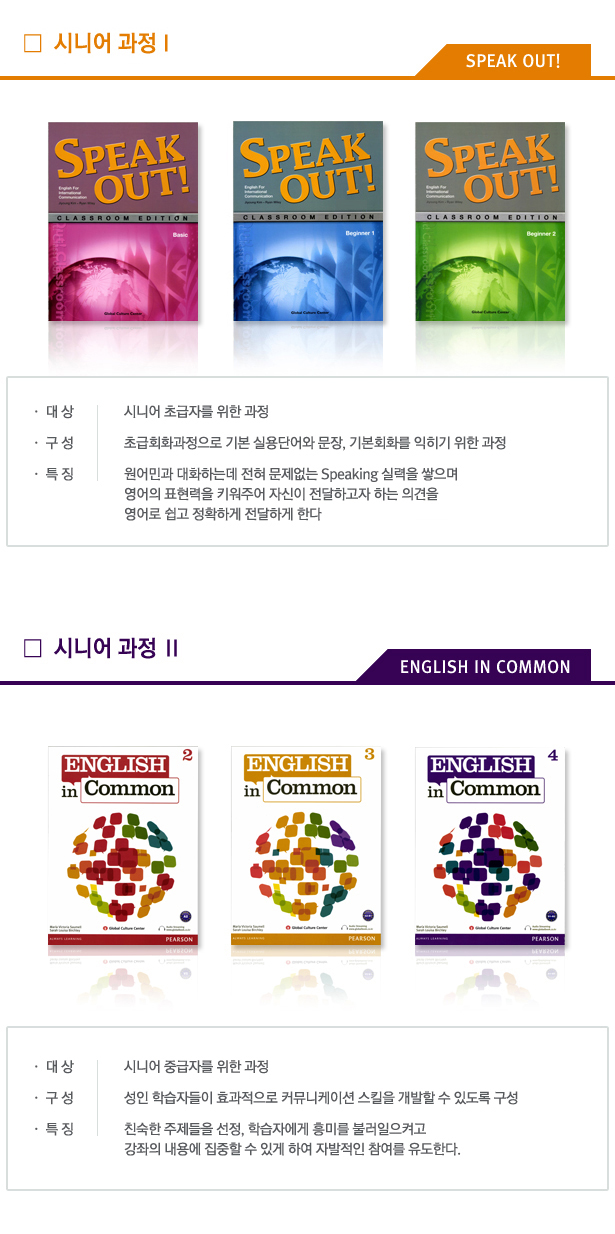 시니어 과정 I
SPEAK OUT!
SPEAK OUT!
English For
International
Communication
CLASSROOM EDITION
Basic
Global Culture Center
SPEAK OUT!
English For
International
Communication
CLASSROOM EDITION
Beginner 1
Global Culture Center
SPEAK OUT!
English For
International
Communication
CLASSROOM EDITION
Beginner 2
Global Culture Center
· 대 상 시니어 초급자를 위한 과정
· 구 성 초급회화과정으로 기본 실용단어와 문장, 기본회화를 익히기 위한 과정
· 특 징 원어민과 대화하는데 전혀 문제없는 Speaking 실력을 쌓으며
영어의 표현력을 키워주어 자신이 전달하고자 하는 의견을
영어로 쉽고 정확하게 전달하게 한다
시니어 과정 II
ENGLISH IN COMMON
2
ENGLISH
in Common
Global Culture Center
ALWAYS LEARNING PEARSON
3
ENGLISH
in Common
Global Culture Center
ALWAYS LEARNING PEARSON
4
ENGLISH
in Common
Global Culture Center
ALWAYS LEARNING PEARSON
· 대 상 시니어 중급자를 위한 과정
· 구 성 성인 학습자들이 효과적으로 커뮤니케이션 스킬을 개발할 수 있도록 구성
· 특 징 친숙한 주제들을 선정, 학습자에게 흥미를 불러일으켜고
강좌의 내용에 집중할 수 있게 하여 자발적인 참여를 유도한다.